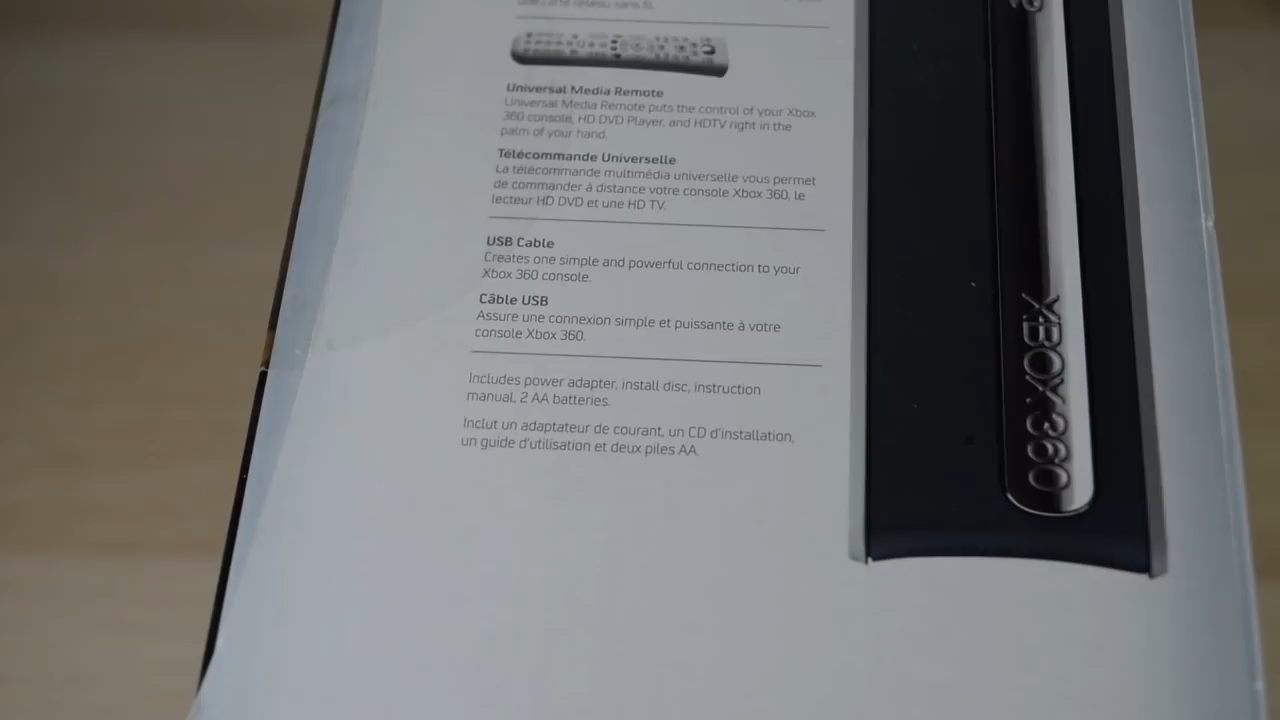 Universal Media Remote
Universal Media Remote puts the control of your Xbox
360 console, HD DVD Player, and HDTV right in the
palm of your hand.
Télécommande Universelle
La télécommande multimédia universelle vous permet
de commander à distance votre console Xbox 360, le
lecteur HD DVD et une HD TV.
USB Cable
Creates one simple and powerful connection to your
Xbox 360 console.
Câble USB
Assure une connexion simple et puissante à votre
console Xbox 360.
Includes power adapter, install disc, instruction
manual, 2 AA batteries.
Inclut un adaptateur de courant, un CD d'installation,
un guide d'utilisation et deux piles AA.
XBOX 360